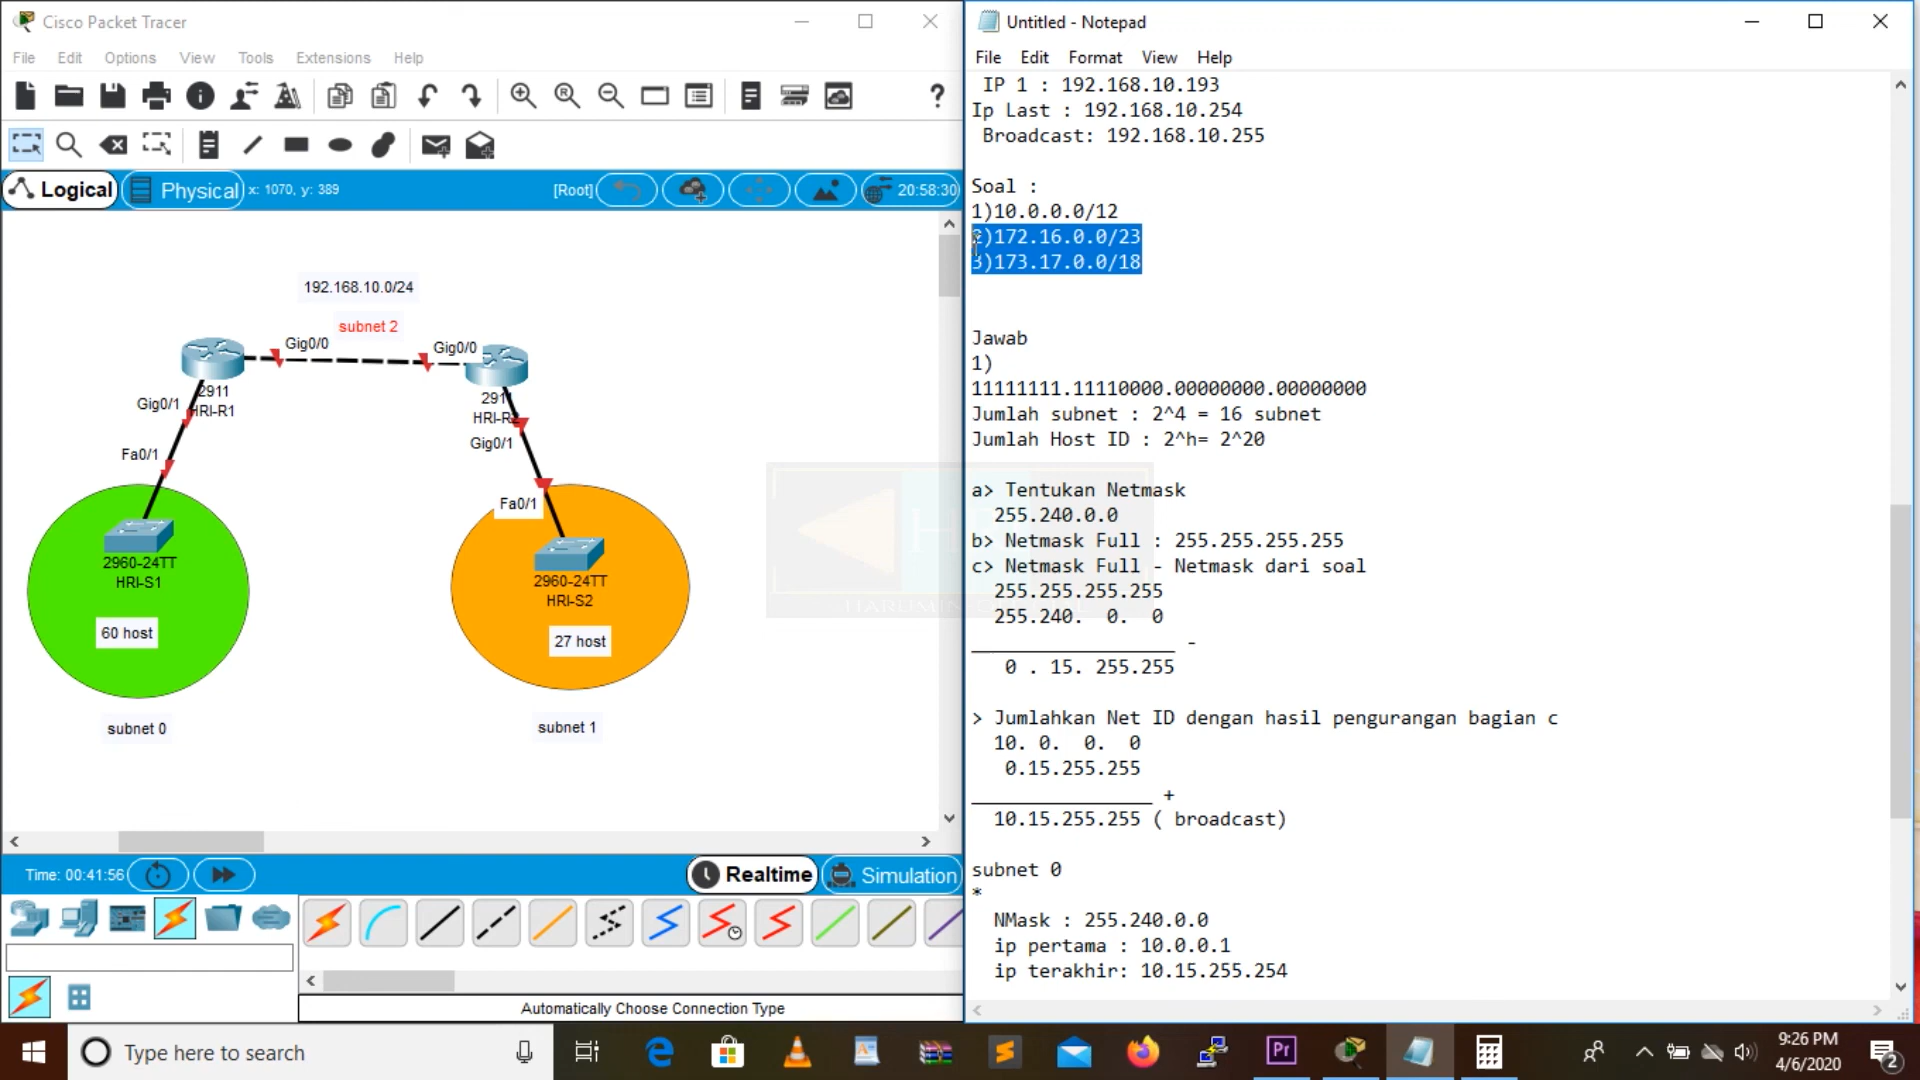 Cisco Packet Tracer
File Edit Options View Tools Extensions Help
Logical
Physical
x: 1070, y: 389
[Root]
20:58:30
192.168.10.0/24
subnet 2
Gig0/0
Gig0/0
2911
HRI-R1
Gig0/1
Fa0/1
Gig0/1
Fa0/1
2960-24TT
HRI-S1
60 host
subnet 0
2960-24TT
HRI-S2
27 host
subnet 1
Time: 00:41:56
Realtime
Simulation
Automatically Choose Connection Type
Untitled - Notepad
File Edit Format View Help
IP 1 : 192.168.10.193
Ip Last : 192.168.10.254
Broadcast: 192.168.10.255
Soal :
1)10.0.0.0/12
2)172.16.0.0/23
3)173.17.0.0/18
Jawab
1)
11111111.11110000.00000000.00000000
Jumlah subnet : 2^4 = 16 subnet
Jumlah Host ID : 2^h= 2^20
a> Tentukan Netmask
255.240.0.0
b> Netmask Full : 255.255.255.255
c> Netmask Full - Netmask dari soal
255.255.255.255
255.240. 0. 0
___________________ -
0 . 15. 255.255
> Jumlahkan Net ID dengan hasil pengurangan bagian c
10. 0. 0. 0
0.15.255.255
_________________ +
10.15.255.255 ( broadcast)
subnet 0
*
NMask : 255.240.0.0
ip pertama : 10.0.0.1
ip terakhir: 10.15.255.254
Type here to search
Pr
9:26 PM
4/6/2020
2